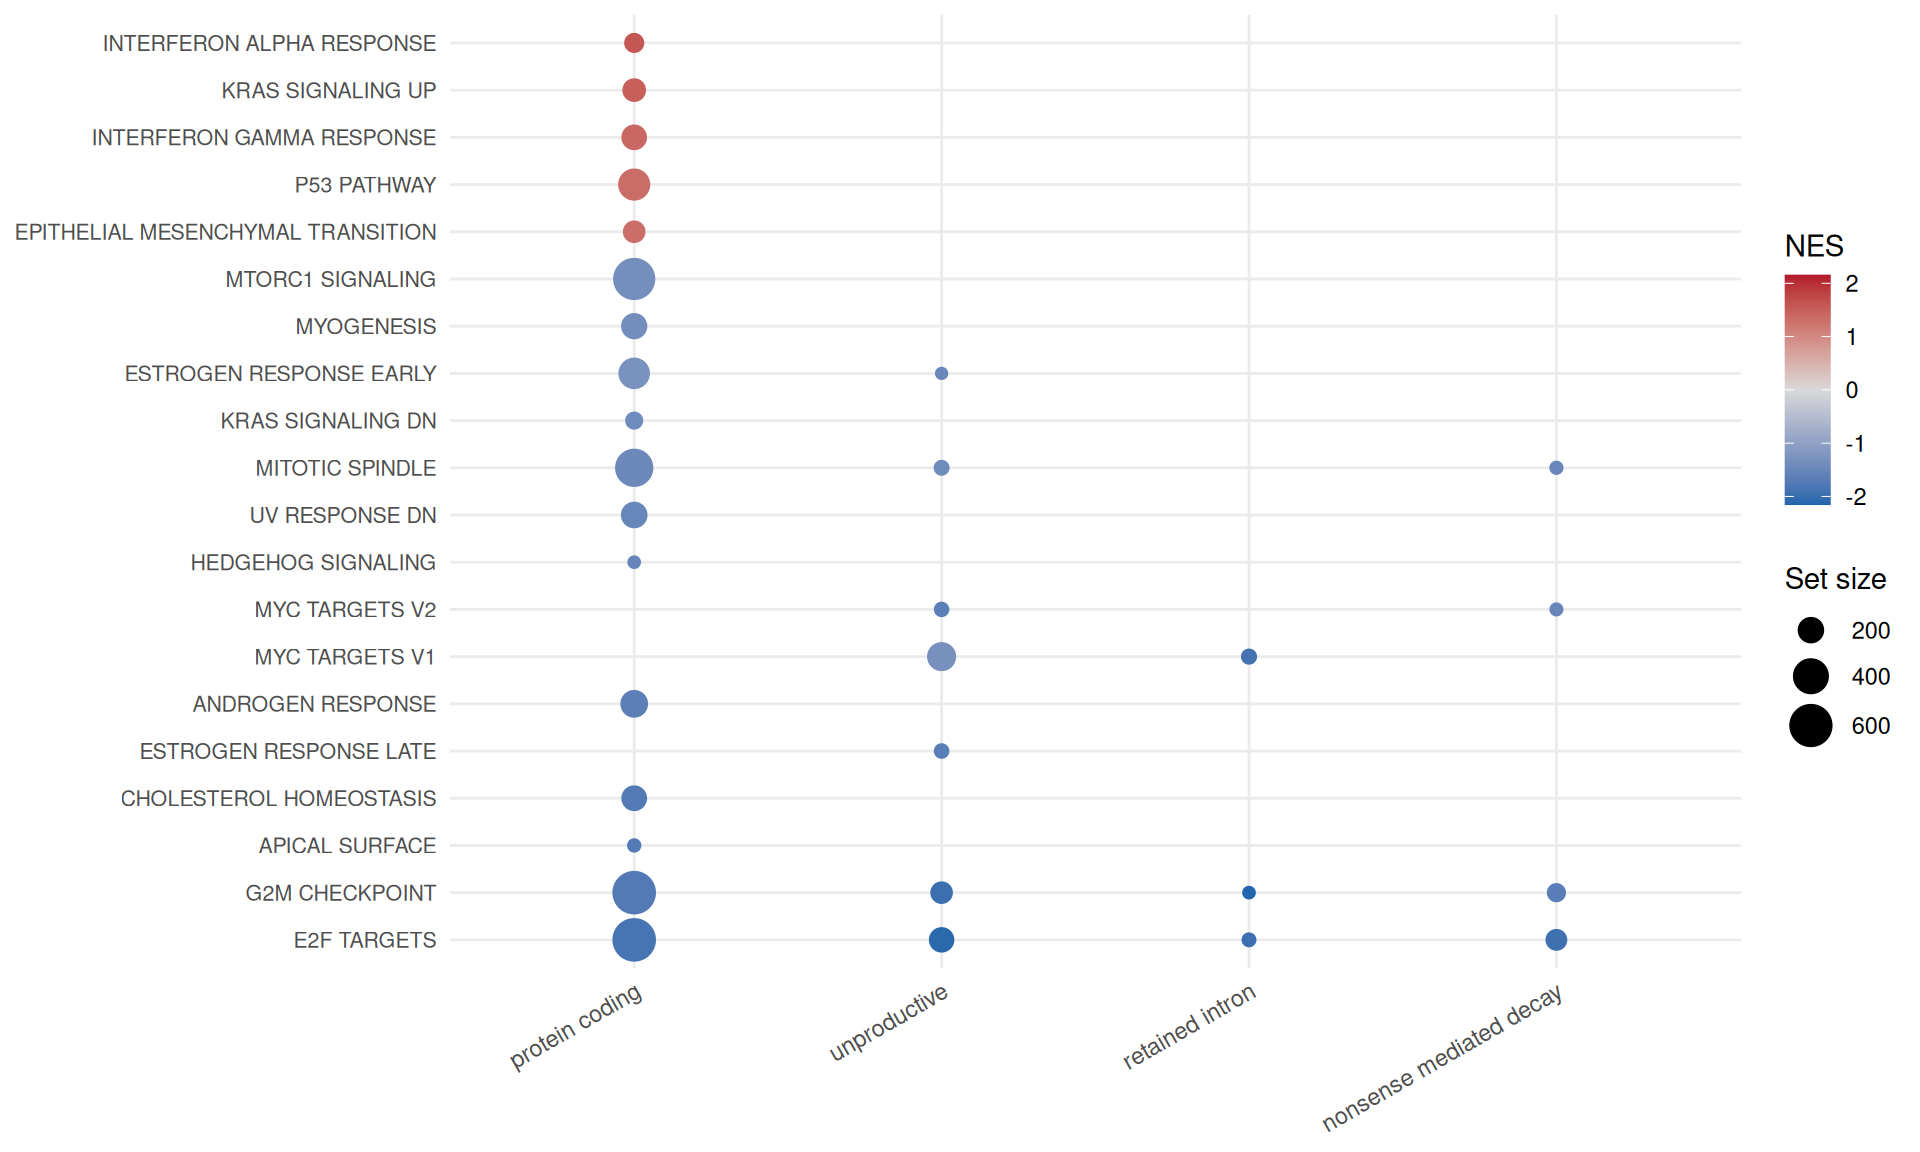 INTERFERON ALPHA RESPONSE
KRAS SIGNALING UP
INTERFERON GAMMA RESPONSE
P53 PATHWAY
EPITHELIAL MESENCHYMAL TRANSITION
MTORC1 SIGNALING
MYOGENESIS
ESTROGEN RESPONSE EARLY
KRAS SIGNALING DN
MITOTIC SPINDLE
UV RESPONSE DN
HEDGEHOG SIGNALING
MYC TARGETS V2
MYC TARGETS V1
ANDROGEN RESPONSE
ESTROGEN RESPONSE LATE
CHOLESTEROL HOMEOSTASIS
APICAL SURFACE
G2M CHECKPOINT
E2F TARGETS
protein coding
unproductive
retained intron
nonsense mediated decay
NES
2
1
0
-1
-2
Set size
200
400
600